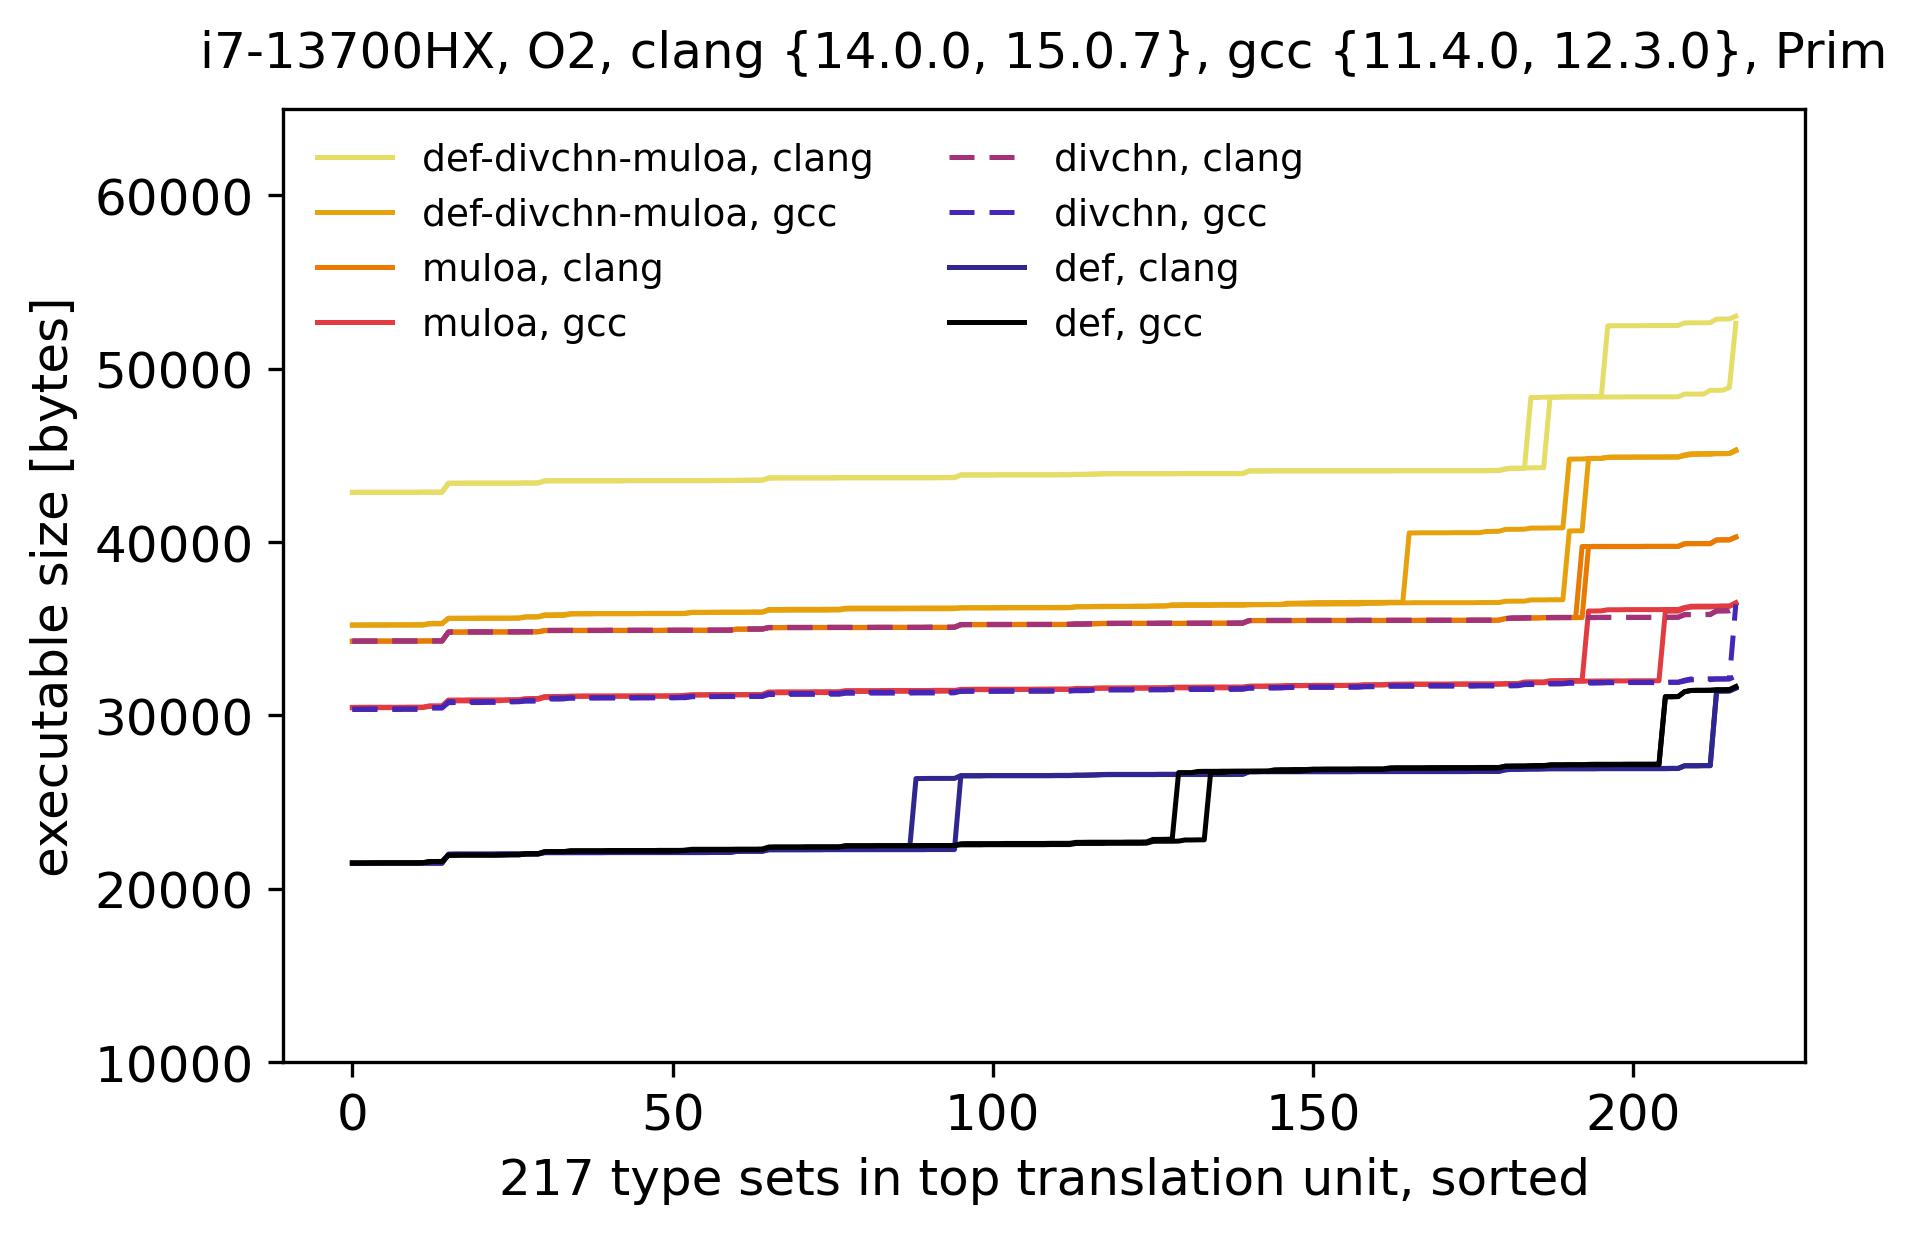 i7-13700HX, O2, clang {14.0.0, 15.0.7}, gcc {11.4.0, 12.3.0}, Prim
def-divchn-muloa, clang
def-divchn-muloa, gcc
muloa, clang
muloa, gcc
divchn, clang
divchn, gcc
def, clang
def, gcc
executable size [bytes]
60000
50000
40000
30000
20000
10000
0 50 100 150 200
217 type sets in top translation unit, sorted